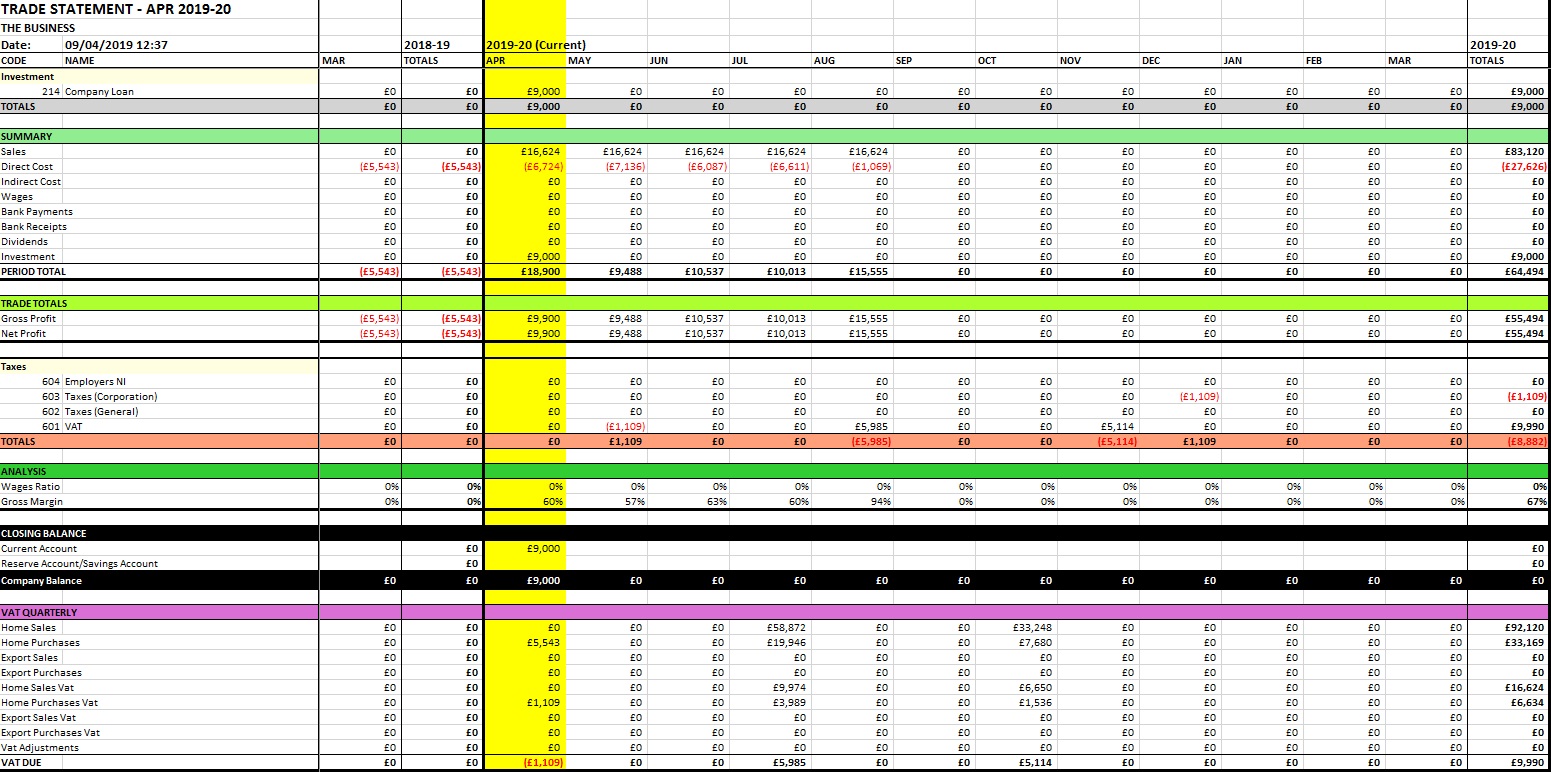 TRADE STATEMENT - APR 2019-20
THE BUSINESS
Date: 09/04/2019 12:37 2018-19 2019-20 (Current) 2019-20
CODE NAME MAR TOTALS APR MAY JUN JUL AUG SEP OCT NOV DEC JAN FEB MAR TOTALS
Investment
214 Company Loan £0 £0 £9,000 £0 £0 £0 £0 £0 £0 £0 £0 £0 £0 £0 £9,000
TOTALS £0 £0 £9,000 £0 £0 £0 £0 £0 £0 £0 £0 £0 £0 £0 £9,000
SUMMARY
Sales £0 £0 £16,624 £16,624 £16,624 £16,624 £16,624 £0 £0 £0 £0 £0 £0 £0 £83,120
Direct Cost (£5,543) (£5,543) (£6,724) (£7,136) (£6,087) (£6,611) (£1,069) £0 £0 £0 £0 £0 £0 £0 (£27,626)
Indirect Cost £0 £0 £0 £0 £0 £0 £0 £0 £0 £0 £0 £0 £0 £0 £0
Wages £0 £0 £0 £0 £0 £0 £0 £0 £0 £0 £0 £0 £0 £0 £0
Bank Payments £0 £0 £0 £0 £0 £0 £0 £0 £0 £0 £0 £0 £0 £0 £0
Bank Receipts £0 £0 £0 £0 £0 £0 £0 £0 £0 £0 £0 £0 £0 £0 £0
Dividends £0 £0 £0 £0 £0 £0 £0 £0 £0 £0 £0 £0 £0 £0 £0
Investment £0 £0 £9,000 £0 £0 £0 £0 £0 £0 £0 £0 £0 £0 £0 £9,000
PERIOD TOTAL (£5,543) (£5,543) £18,900 £9,488 £10,537 £10,013 £15,555 £0 £0 £0 £0 £0 £0 £0 £64,494
TRADE TOTALS
Gross Profit (£5,543) (£5,543) £9,900 £9,488 £10,537 £10,013 £15,555 £0 £0 £0 £0 £0 £0 £0 £55,494
Net Profit (£5,543) (£5,543) £9,900 £9,488 £10,537 £10,013 £15,555 £0 £0 £0 £0 £0 £0 £0 £55,494
Taxes
604 Employers NI £0 £0 £0 £0 £0 £0 £0 £0 £0 £0 £0 £0 £0 £0 £0
603 Taxes (Corporation) £0 £0 £0 £0 £0 £0 £0 £0 £0 £0 (£1,109) £0 £0 £0 (£1,109)
602 Taxes (General) £0 £0 £0 £0 £0 £0 £0 £0 £0 £0 £0 £0 £0 £0 £0
601 VAT £0 £0 £0 (£1,109) £0 £0 £5,985 £0 £0 £5,114 £0 £0 £0 £0 £9,990
TOTALS £0 £0 £0 £1,109 £0 £0 (£5,985) £0 £0 (£5,114) £1,109 £0 £0 £0 (£8,882)
ANALYSIS
Wages Ratio 0% 0% 0% 0% 0% 0% 0% 0% 0% 0% 0% 0% 0% 0% 0%
Gross Margin 0% 0% 60% 57% 63% 60% 94% 0% 0% 0% 0% 0% 0% 0% 67%
CLOSING BALANCE
Current Account £0 £9,000 £0
Reserve Account/Savings Account £0 £0
Company Balance £0 £0 £9,000 £0 £0 £0 £0 £0 £0 £0 £0 £0 £0 £0 £0
VAT QUARTERLY
Home Sales £0 £0 £0 £0 £0 £58,872 £0 £0 £33,248 £0 £0 £0 £0 £0 £92,120
Home Purchases £0 £0 £5,543 £0 £0 £19,946 £0 £0 £7,680 £0 £0 £0 £0 £0 £33,169
Export Sales £0 £0 £0 £0 £0 £0 £0 £0 £0 £0 £0 £0 £0 £0 £0
Export Purchases £0 £0 £0 £0 £0 £0 £0 £0 £0 £0 £0 £0 £0 £0 £0
Home Sales Vat £0 £0 £0 £0 £0 £9,974 £0 £0 £6,650 £0 £0 £0 £0 £0 £16,624
Home Purchases Vat £0 £0 £1,109 £0 £0 £3,989 £0 £0 £1,536 £0 £0 £0 £0 £0 £6,634
Export Sales Vat £0 £0 £0 £0 £0 £0 £0 £0 £0 £0 £0 £0 £0 £0 £0
Export Purchases Vat £0 £0 £0 £0 £0 £0 £0 £0 £0 £0 £0 £0 £0 £0 £0
Vat Adjustments £0 £0 £0 £0 £0 £0 £0 £0 £0 £0 £0 £0 £0 £0 £0
VAT DUE £0 £0 (£1,109) £0 £0 £5,985 £0 £0 £5,114 £0 £0 £0 £0 £0 £9,990